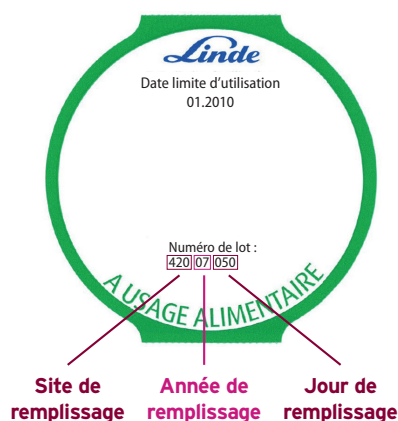 Linde
Date limite d'utilisation
01.2010
Numéro de lot :
420 07 050
A USAGE ALIMENTAIRE
Site de remplissage
Année de remplissage
Jour de remplissage